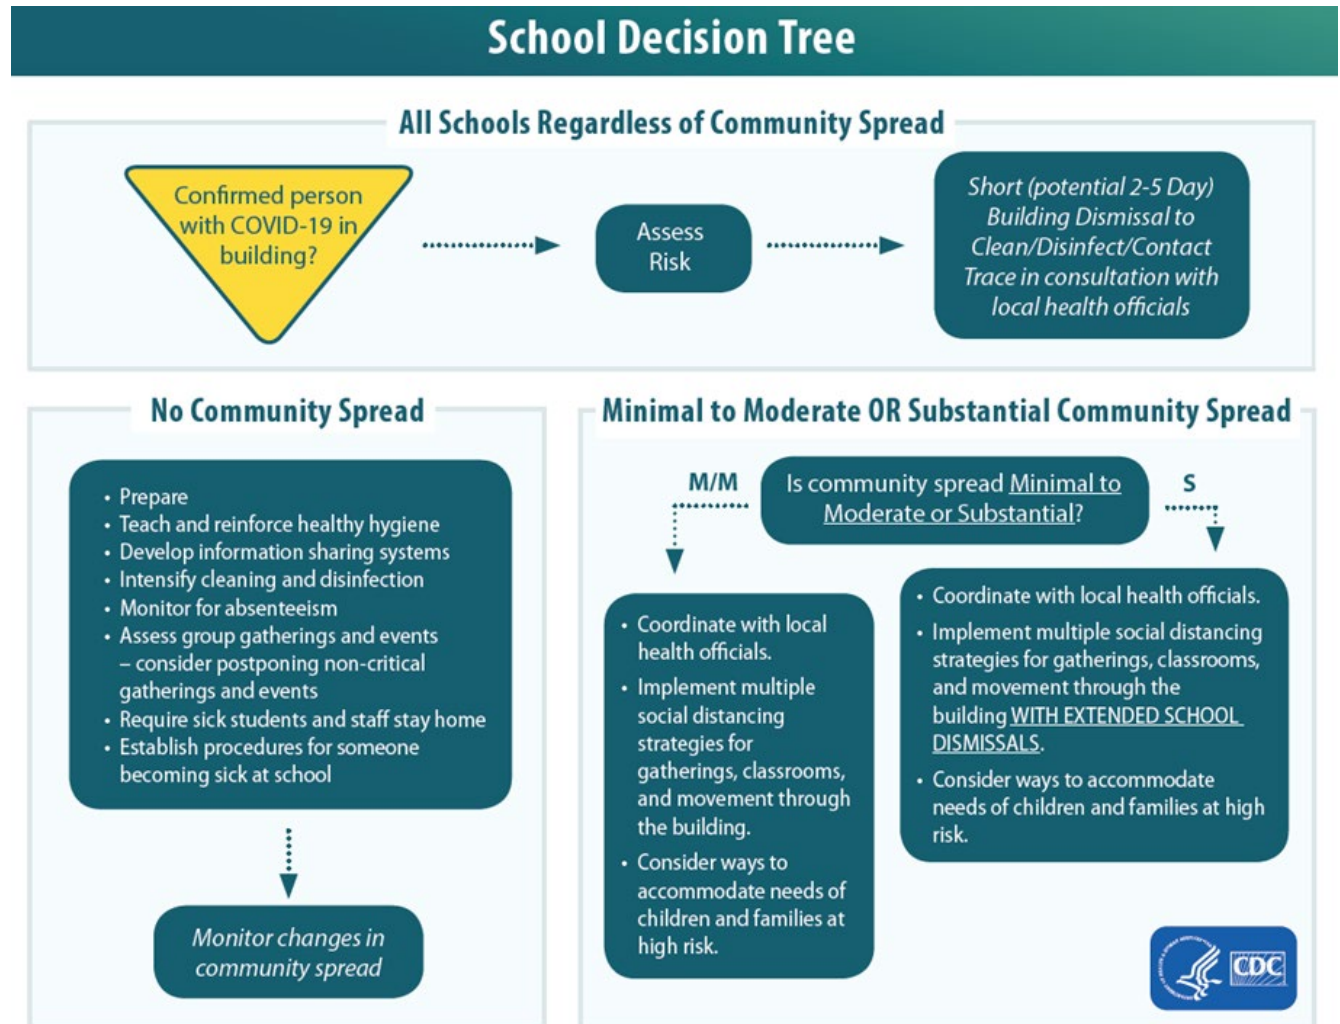 School Decision Tree
All Schools Regardless of Community Spread
Confirmed person
with COVID-19 in
building?
Assess
Risk
Short (potential 2-5 Day)
Building Dismissal to
Clean/Disinfect/Contact
Trace in consultation with
local health officials
No Community Spread
• Prepare
• Teach and reinforce healthy hygiene
• Develop information sharing systems
• Intensify cleaning and disinfection
• Monitor for absenteeism
• Assess group gatherings and events
– consider postponing non-critical
gatherings and events
• Require sick students and staff stay home
• Establish procedures for someone
becoming sick at school
Monitor changes in
community spread
Minimal to Moderate OR Substantial Community Spread
M/M
Is community spread Minimal to
Moderate or Substantial?
S
• Coordinate with local
health officials.
• Implement multiple
social distancing
strategies for
gatherings, classrooms,
and movement through
the building.
• Consider ways to
accommodate needs of
children and families at
high risk.
• Coordinate with local health officials.
• Implement multiple social distancing
strategies for gatherings, classrooms,
and movement through the
building WITH EXTENDED SCHOOL
DISMISSALS.
• Consider ways to accommodate
needs of children and families at high
risk.
CDC